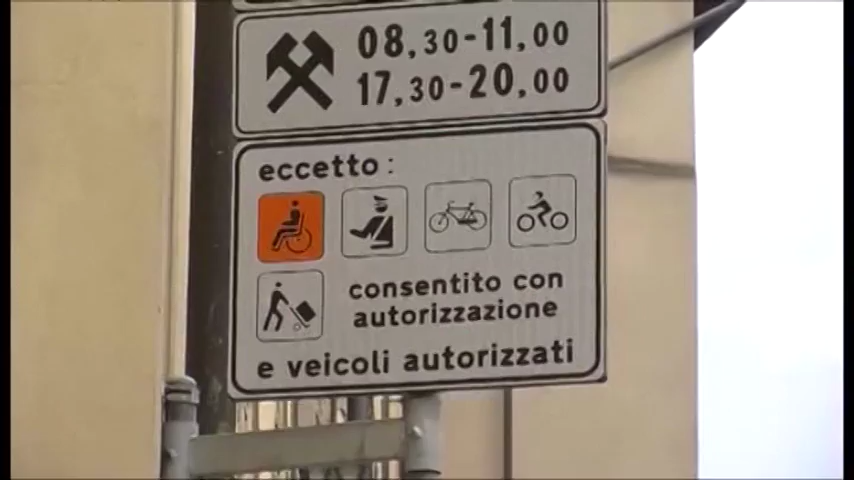 08,30-11,00
17,30-20,00
eccetto:
consentito con
autorizzazione
e veicoli autorizzati